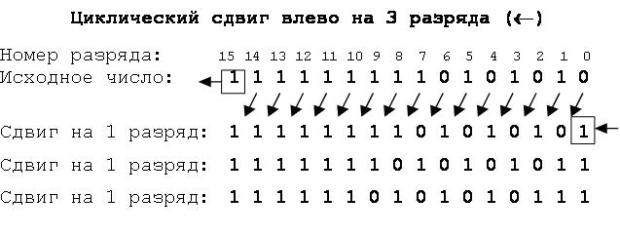 Циклический сдвиг влево на 3 разряда (←)
Номер разряда: 15 14 13 12 11 10 9 8 7 6 5 4 3 2 1 0
Исходное число: 1 1 1 1 1 1 1 1 1 0 1 0 1 0 1 0
Сдвиг на 1 разряд: 1 1 1 1 1 1 1 1 0 1 0 1 0 1 0 1
Сдвиг на 1 разряд: 1 1 1 1 1 1 1 0 1 0 1 0 1 0 1 1
Сдвиг на 1 разряд: 1 1 1 1 1 1 0 1 0 1 0 1 0 1 1 1